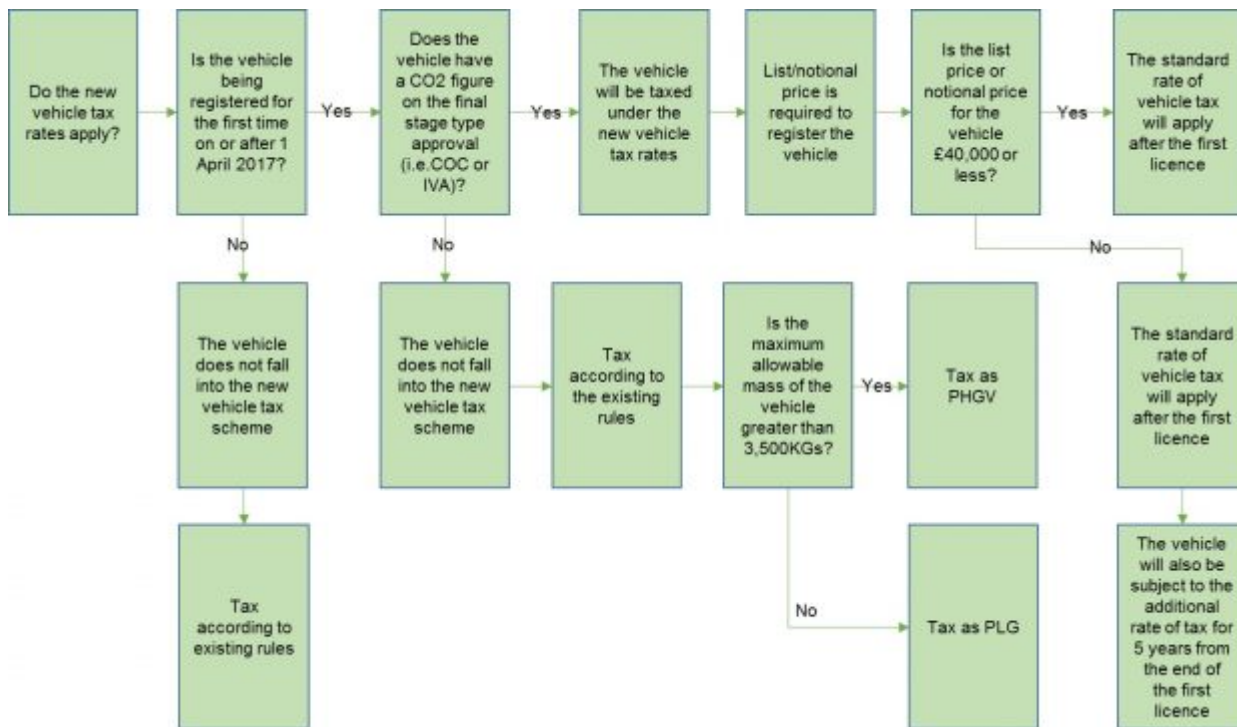 Do the new
vehicle tax
rates apply?
Is the vehicle
being
registered for
the first time
on or after 1
April 2017?
Yes
Does the
vehicle have
a CO2 figure
on the final
stage type
approval
(i.e.COC or
IVA)?
Yes
The vehicle
will be taxed
under the
new vehicle
tax rates
List/notional
price is
required to
register the
vehicle
Is the list
price or
notional price
for the
vehicle
£40,000 or
less?
Yes
The standard
rate of
vehicle tax
will apply
after the first
licence
No
No
No
The vehicle
does not fall
into the new
vehicle tax
scheme
The vehicle
does not fall
into the new
vehicle tax
scheme
Tax
according to
the existing
rules
Is the
maximum
allowable
mass of the
vehicle
greater than
3,500KGs?
Yes
Tax as
PHGV
The standard
rate of
vehicle tax
will apply
after the first
licence
Tax
according to
existing rules
No
Tax as PLG
The vehicle
will also be
subject to the
additional
rate of tax for
5 years from
the end of
the first
licence